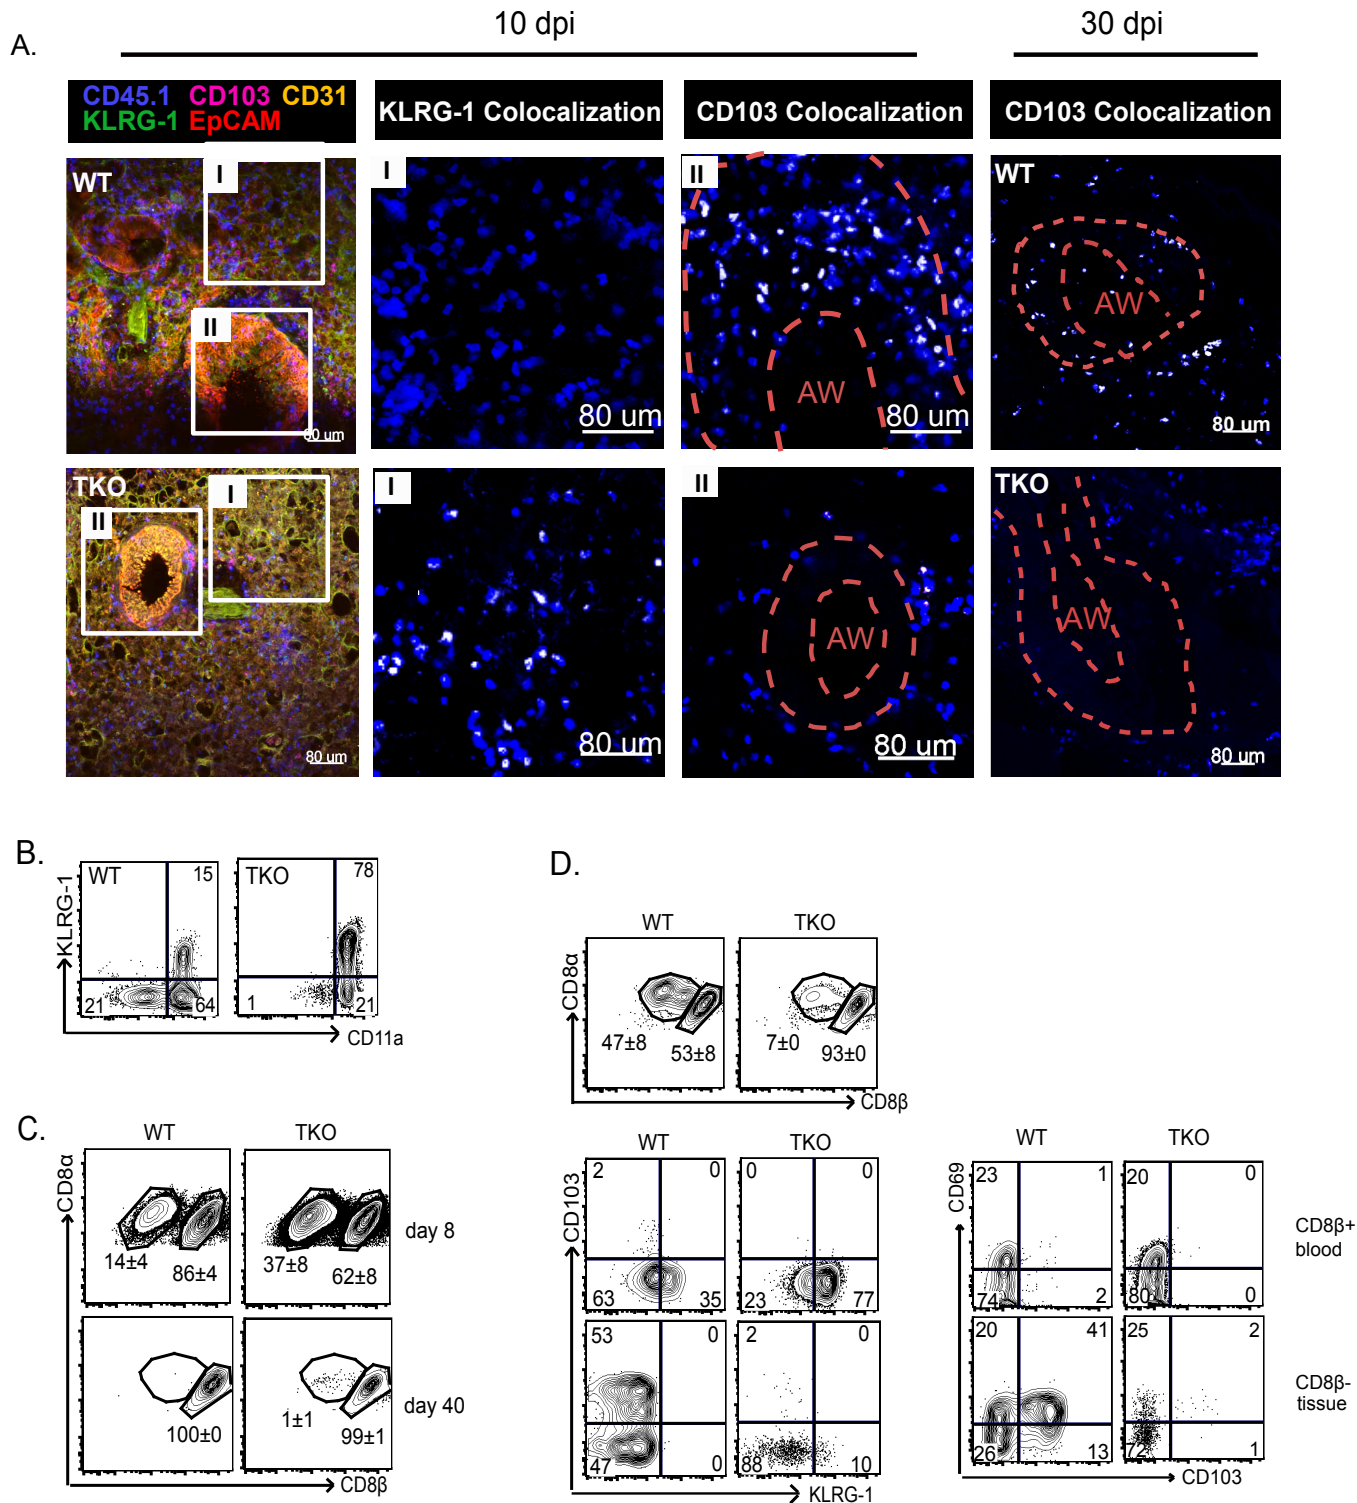 10 dpi
30 dpi
A.
CD45.1 CD103 CD31
KLRG-1 EpCAM
KLRG-1 Colocalization
CD103 Colocalization
CD103 Colocalization
WT
I
II
80 um
I
80 um
II
AW
80 um
WT
AW
80 um
TKO
I
II
80 um
I
80 um
II
AW
80 um
TKO
AW
80 um
B.
KLRG-1
WT
15
21
64
TKO
78
1
21
CD11a
C.
WT
TKO
CD8α
14±4
86±4
37±8
62±8
day 8
100±0
1±1
99±1
day 40
CD8β
D.
WT
TKO
CD8α
47±8
53±8
7±0
93±0
CD8β
WT
TKO
CD103
2
0
63
35
0
0
23
77
53
0
47
0
2
0
88
10
KLRG-1
WT
TKO
CD69
23
1
74
2
20
0
80
0
CD8β+
blood
20
41
26
13
25
2
72
1
CD8β-
tissue
CD103